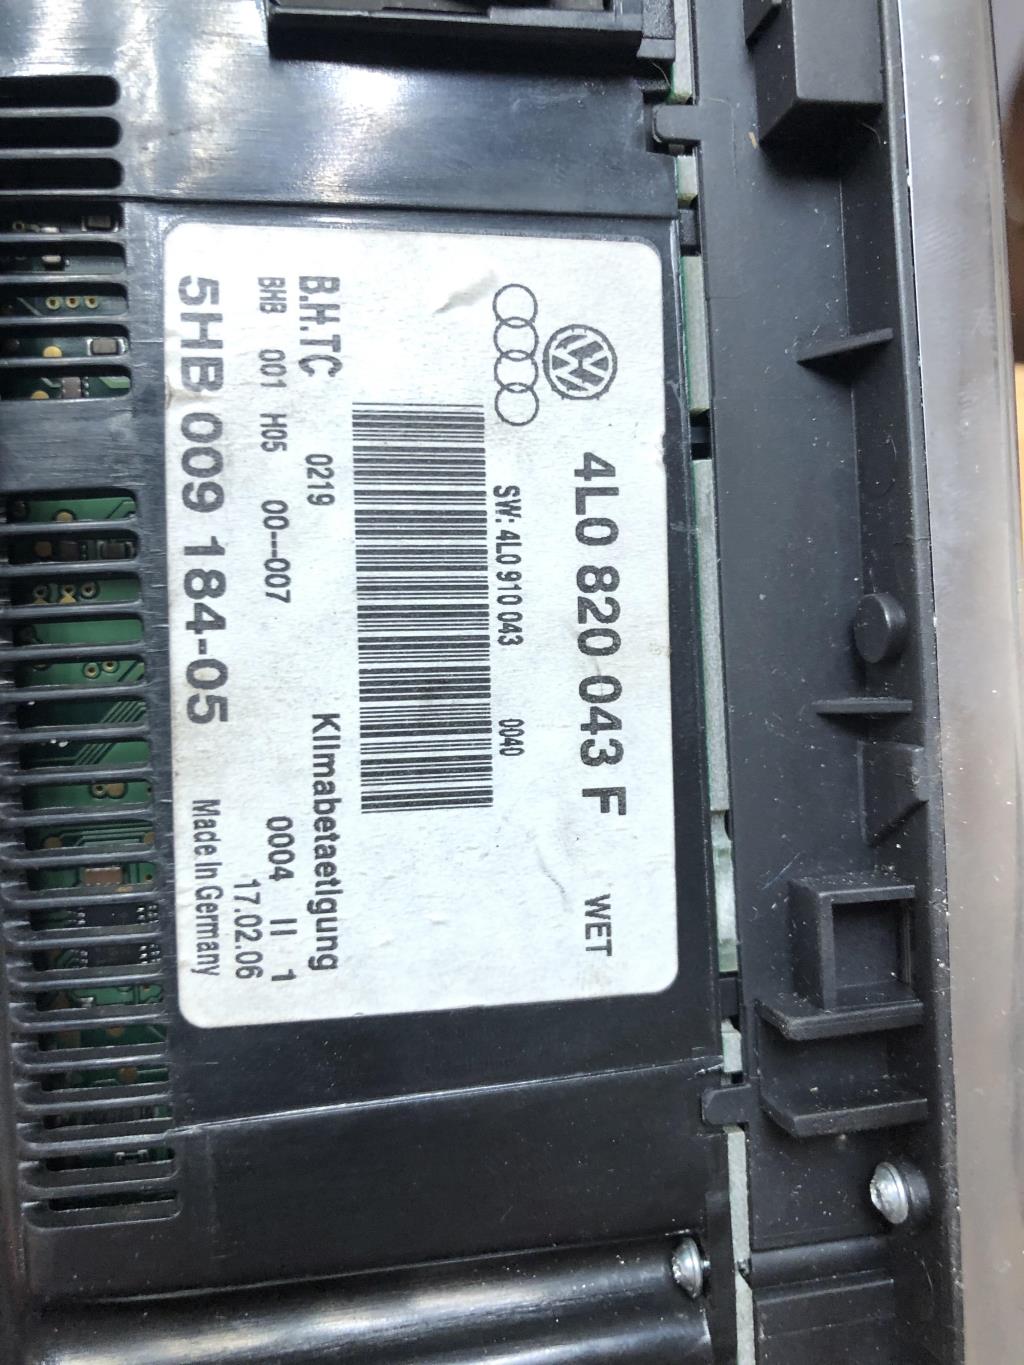 4L0 820 043 F WET
SW: 4L0 910 043 0040
B.H.TC 0219 Klimabetaetigung
BHB 001 H05 00---007 0004 II 1
17.02.06
5HB 009 184-05 Made in Germany